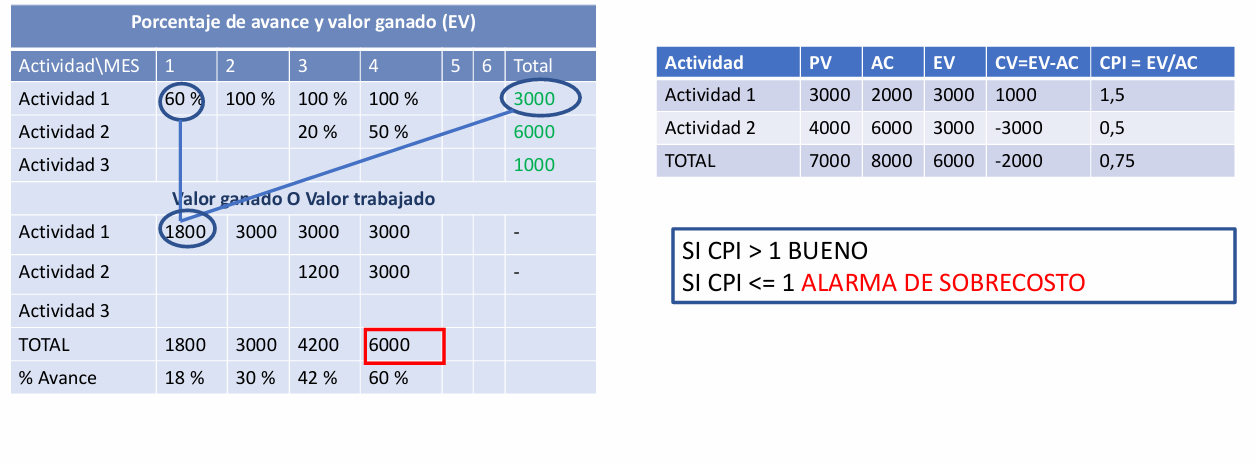 Porcentaje de avance y valor ganado (EV)
Actividad\MES 1 2 3 4 5 6 Total
Actividad 1 60 % 100 % 100 % 100 % 3000
Actividad 2 20 % 50 % 6000
Actividad 3 1000
Valor ganado O Valor trabajado
Actividad 1 1800 3000 3000 3000 -
Actividad 2 1200 3000 -
Actividad 3
TOTAL 1800 3000 4200 6000
% Avance 18 % 30 % 42 % 60 %
Actividad PV AC EV CV=EV-AC CPI = EV/AC
Actividad 1 3000 2000 3000 1000 1,5
Actividad 2 4000 6000 3000 -3000 0,5
TOTAL 7000 8000 6000 -2000 0,75
SI CPI > 1 BUENO
SI CPI <= 1 ALARMA DE SOBRECOSTO